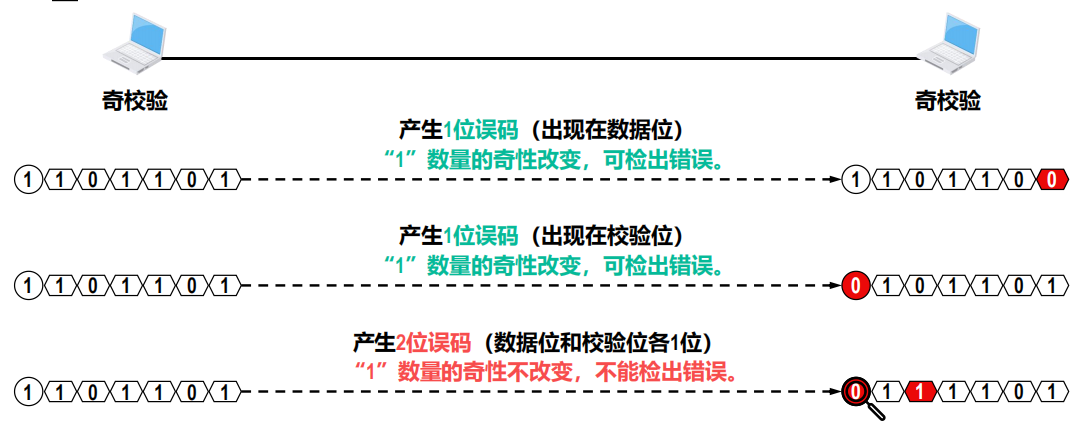 奇校验 奇校验
产生1位误码（出现在数据位）
“1”数量的奇性改变，可检出错误。
1 1 0 1 1 0 1 1 1 0 1 1 0 0
产生1位误码（出现在校验位）
“1”数量的奇性改变，可检出错误。
1 1 0 1 1 0 1 0 1 0 1 1 0 1
产生2位误码（数据位和校验位各1位）
“1”数量的奇性不改变，不能检出错误。
1 1 0 1 1 0 1 0 1 1 1 1 0 1